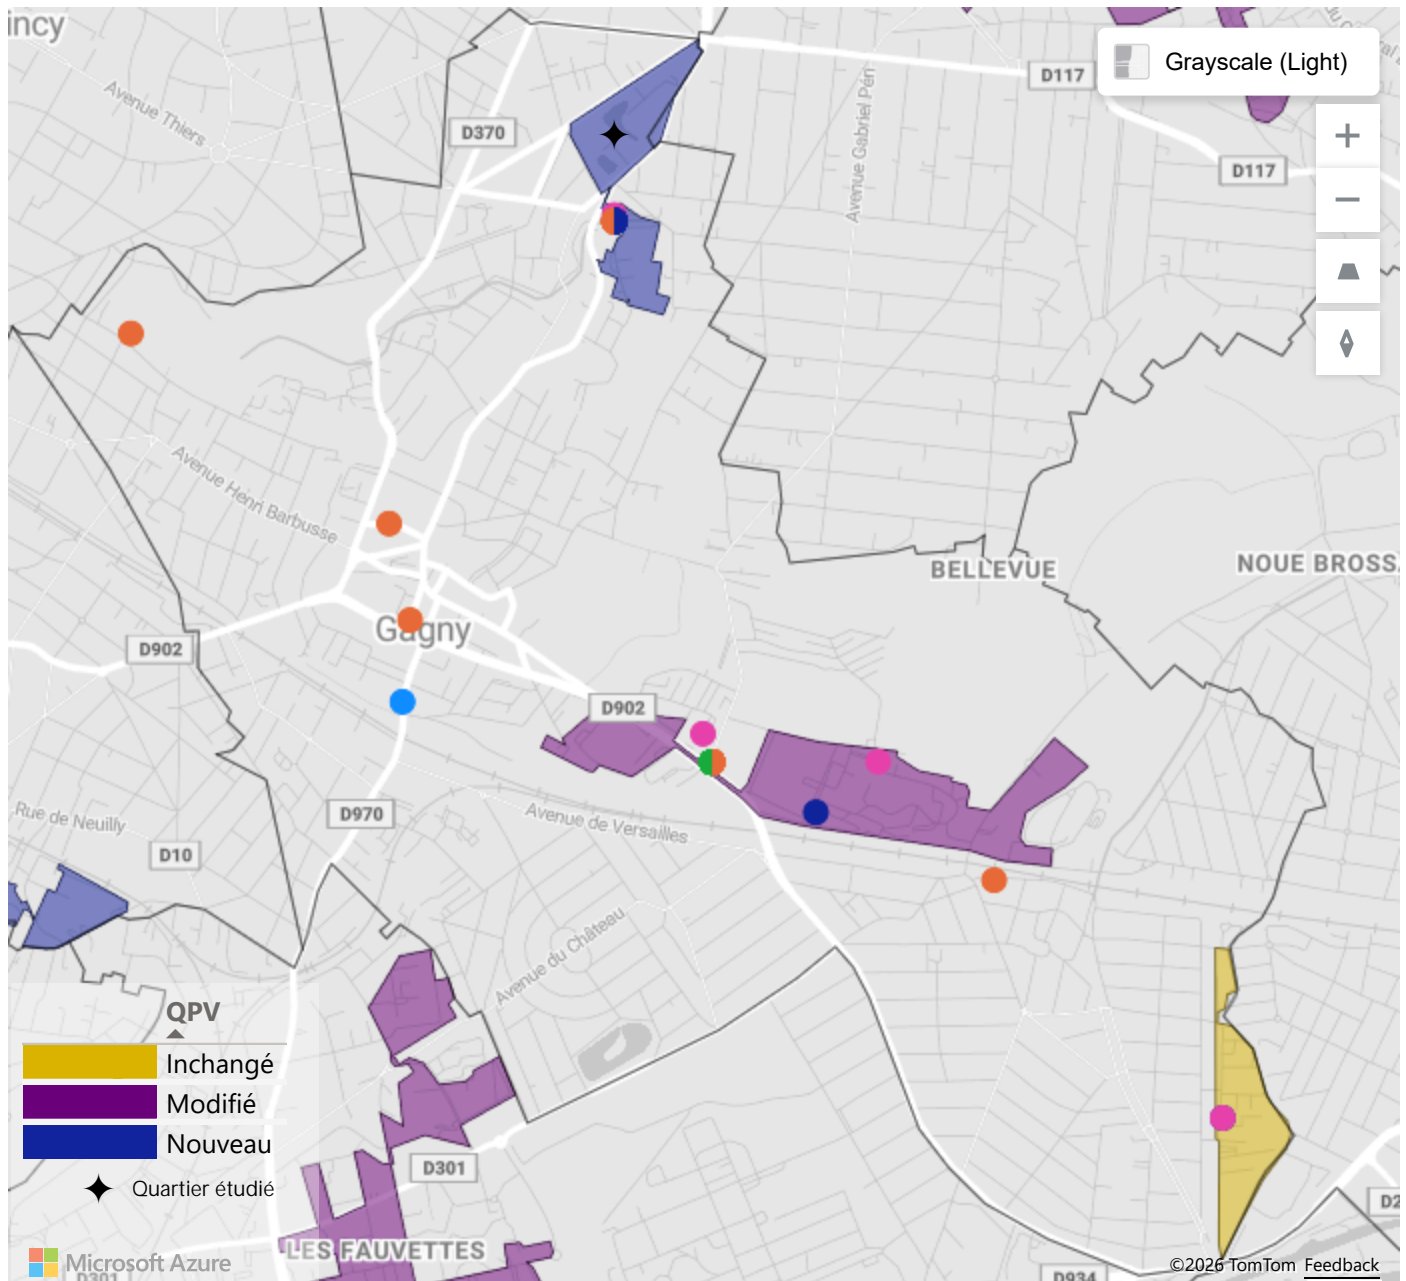 incy
Avenue Thiers
D370
Avenue Gabriel Péri
D117
Grayscale (Light)
D117
Avenue Henri Barbusse
BELLEVUE
NOUE BROSS
Gagny
D902
D902
Rue de Neuilly
D970
Avenue de Versailles
D10
Avenue du Château
QPV
Inchangé
Modifié
Nouveau
Quartier étudié
D301
LES FAUVETTES
Microsoft Azure
D301
D934
D2
©2026 TomTom Feedback